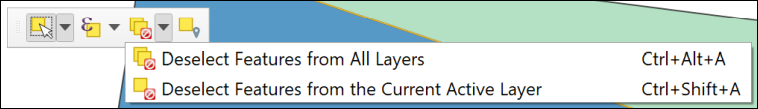 Deselect Features from All Layers Ctrl+Alt+A
Deselect Features from the Current Active Layer Ctrl+Shift+A